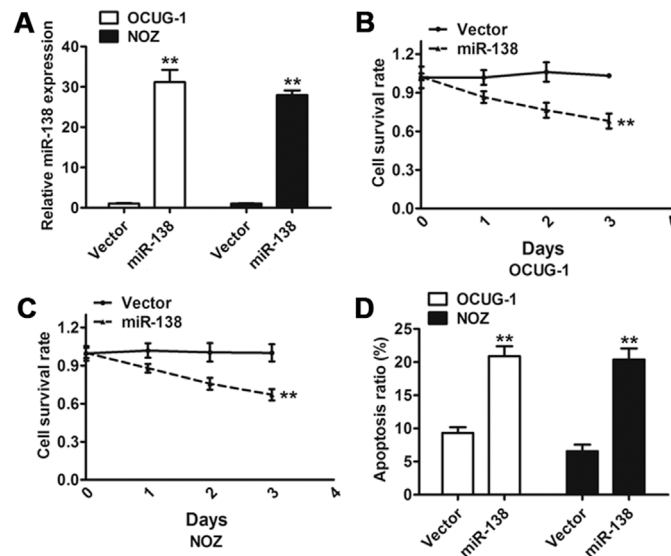 A
OCUG-1
NOZ
Relative miR-138 expression
40
30
20
10
0
**
**
Vector
miR-138
Vector
miR-138
B
Vector
miR-138
Cell survival rate
1.2
0.9
0.6
0.3
0.0
**
0
1
2
3
Days
OCUG-1
C
Vector
miR-138
Cell survival rate
1.2
0.9
0.6
0.3
0.0
**
0
1
2
3
4
Days
NOZ
D
OCUG-1
NOZ
Apoptosis ratio (%)
25
20
15
10
5
0
**
**
Vector
miR-138
Vector
miR-138